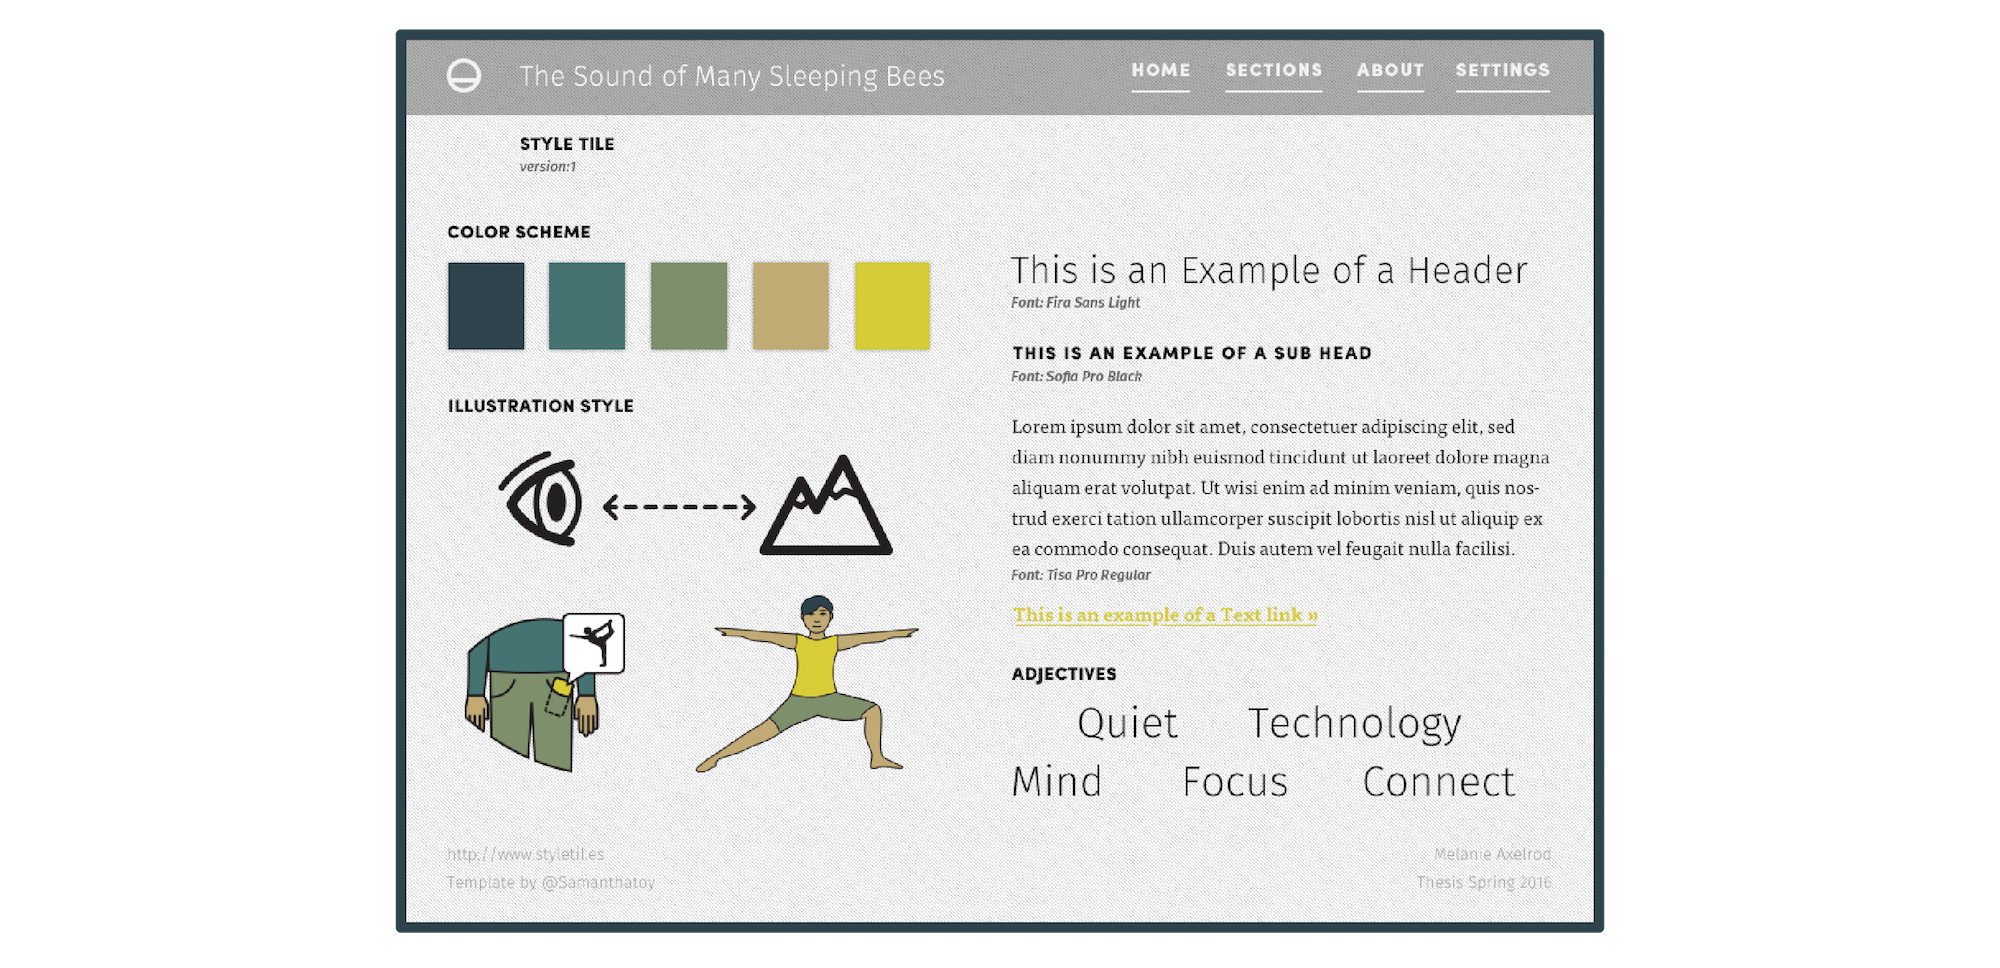 The Sound of Many Sleeping Bees
HOME SECTIONS ABOUT SETTINGS
STYLE TILE
version:1
COLOR SCHEME
ILLUSTRATION STYLE
This is an Example of a Header
Font: Fira Sans Light
THIS IS AN EXAMPLE OF A SUB HEAD
Font: Sofia Pro Black
Lorem ipsum dolor sit amet, consectetuer adipiscing elit, sed
diam nonummy nibh euismod tincidunt ut laoreet dolore magna
aliquam erat volutpat. Ut wisi enim ad minim veniam, quis nos-
trud exerci tation ullamcorper suscipit lobortis nisl ut aliquip ex
ea commodo consequat. Duis autem vel feugait nulla facilisi.
Font: Tisa Pro Regular
This is an example of a Text link »
ADJECTIVES
Quiet Technology
Mind Focus Connect
http://www.styletil.es
Template by @Samanthatoy
Melanie Axelrod
Thesis Spring 2016